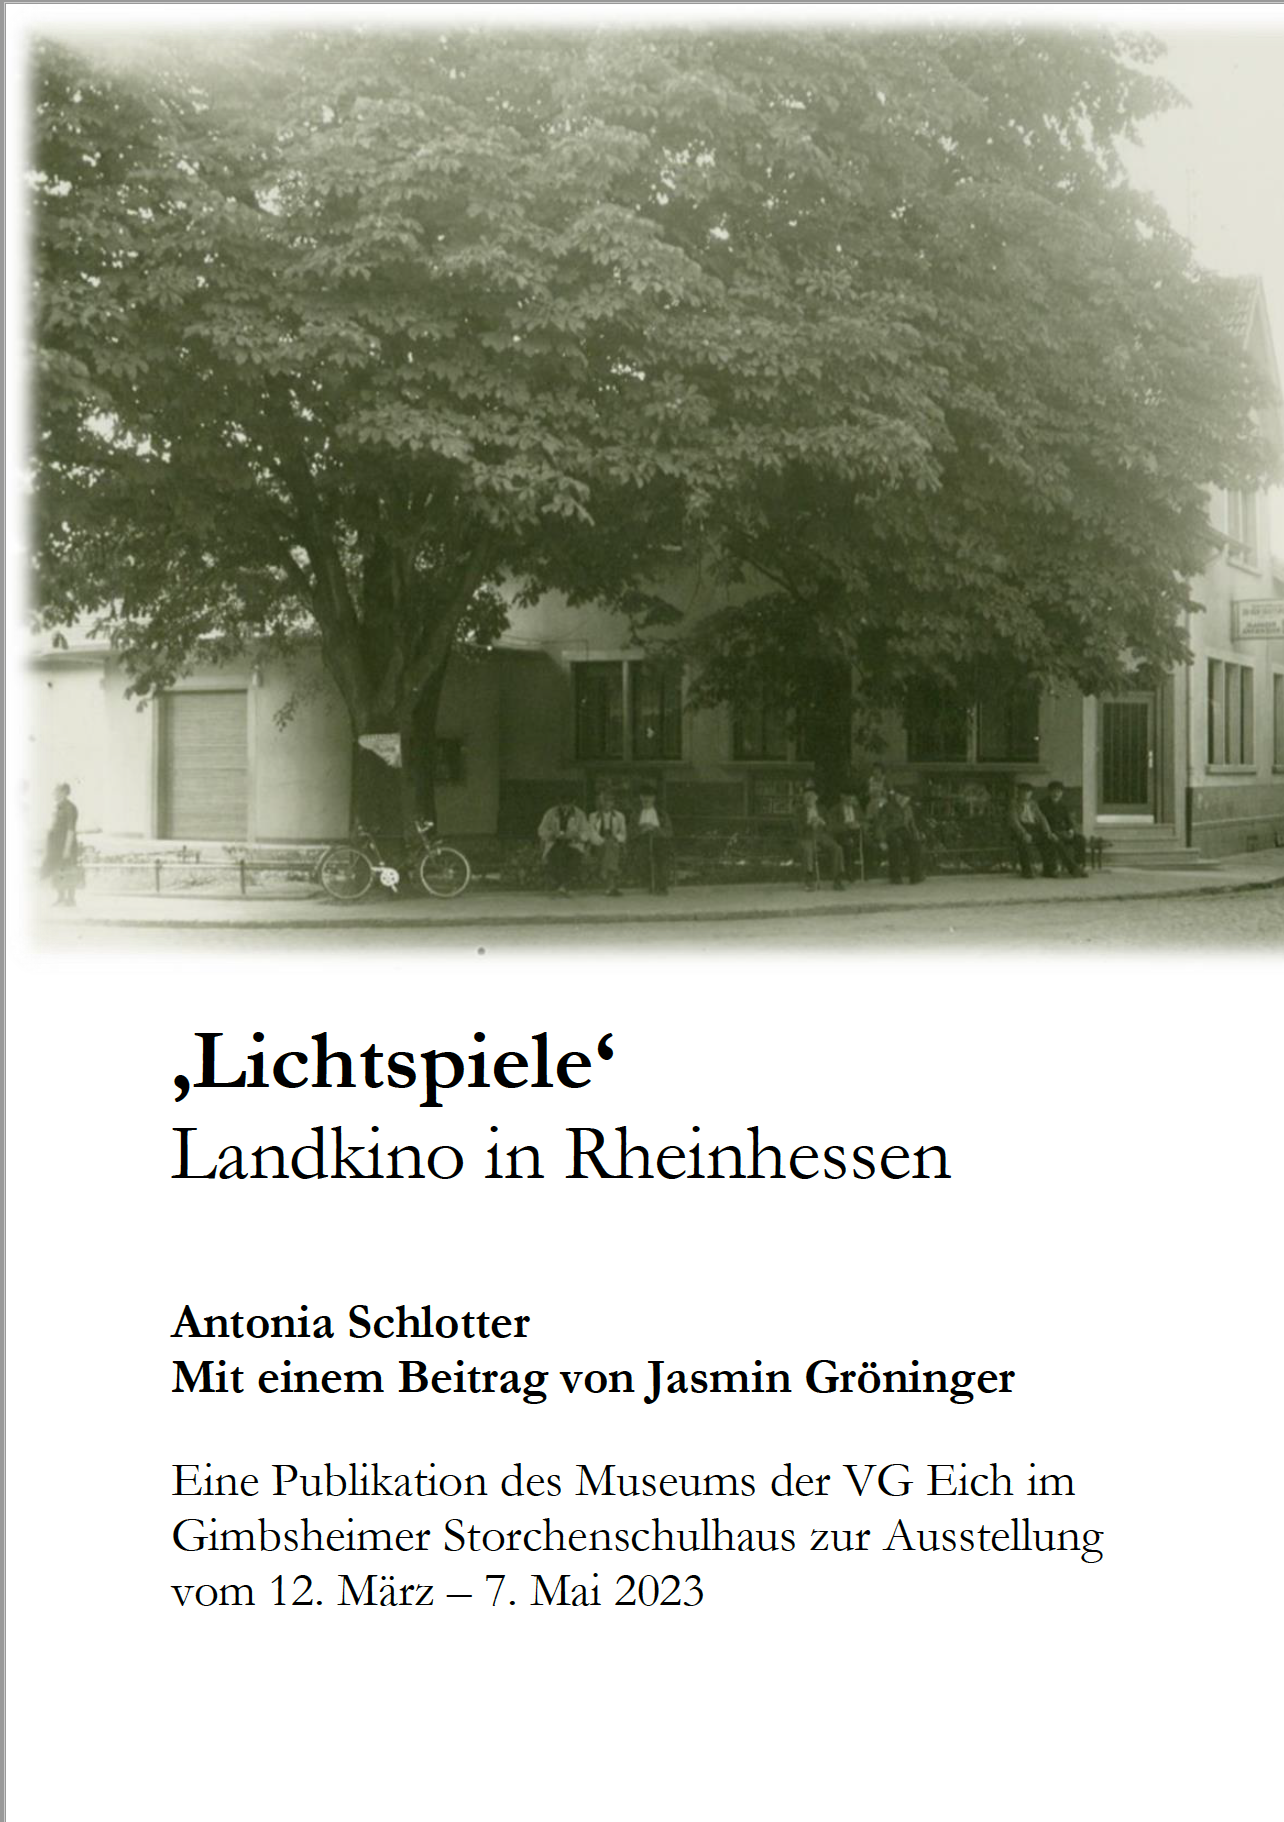 ‚Lichtspiele‘
Landkino in Rheinhessen
Antonia Schlotter
Mit einem Beitrag von Jasmin Gröninger
Eine Publikation des Museums der VG Eich im
Gimbsheimer Storchenschulhaus zur Ausstellung
vom 12. März – 7. Mai 2023